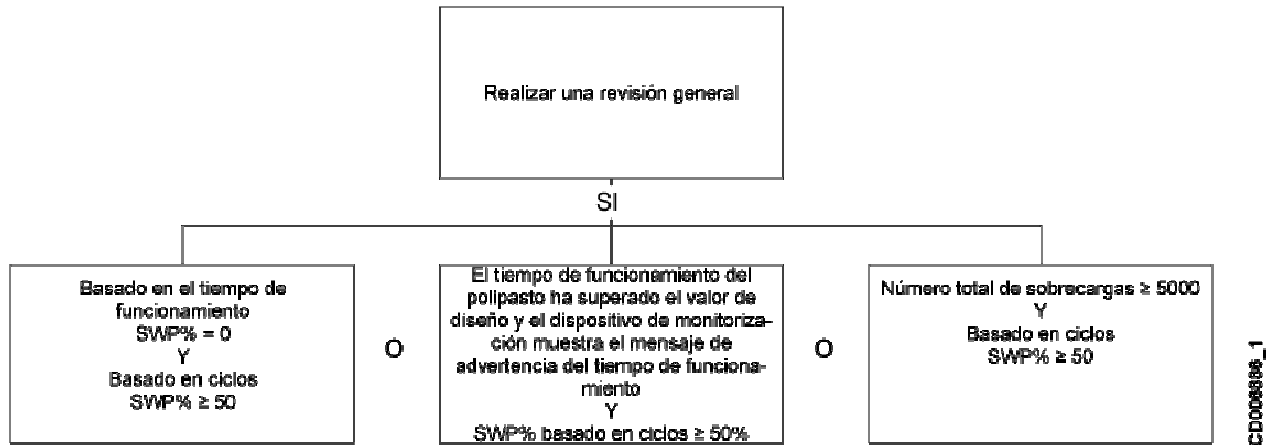 Realizar una revisión general
SI
Basado en el tiempo de
funcionamiento
SWP% = 0
Y
Basado en ciclos
SWP% ≥ 50
O
El tiempo de funcionamiento del
polipasto ha superado el valor de
diseño y el dispositivo de monitoriza-
ción muestra el mensaje de
advertencia del tiempo de funciona-
miento
Y
SWP% basado en ciclos ≥ 50%
O
Número total de sobrecargas ≥ 5000
Y
Basado en ciclos
SWP% ≥ 50